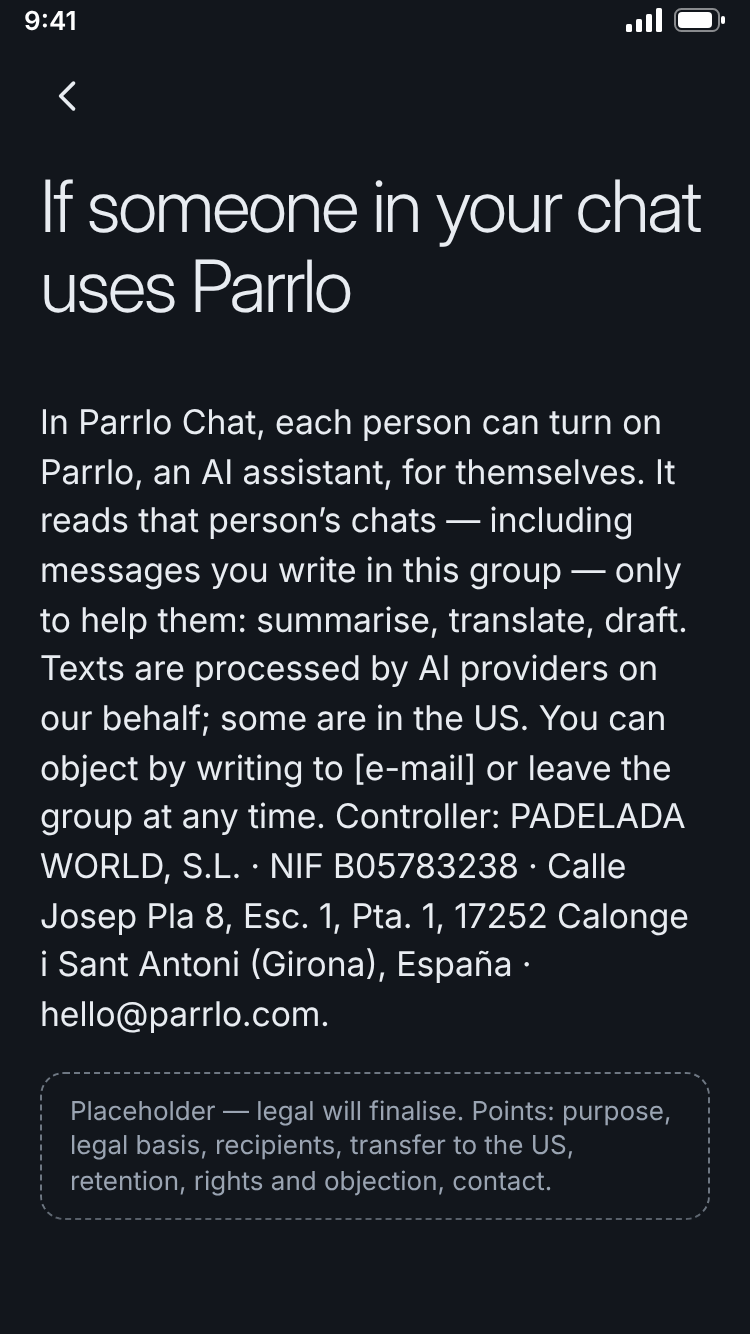 9:41
If someone in your chat
uses Parrlo
In Parrlo Chat, each person can turn on
Parrlo, an AI assistant, for themselves. It
reads that person’s chats — including
messages you write in this group — only
to help them: summarise, translate, draft.
Texts are processed by AI providers on
our behalf; some are in the US. You can
object by writing to [e-mail] or leave the
group at any time. Controller: PADELADA
WORLD, S.L. · NIF B05783238 · Calle
Josep Pla 8, Esc. 1, Pta. 1, 17252 Calonge
i Sant Antoni (Girona), España ·
hello@parrlo.com.
Placeholder — legal will finalise. Points: purpose,
legal basis, recipients, transfer to the US,
retention, rights and objection, contact.